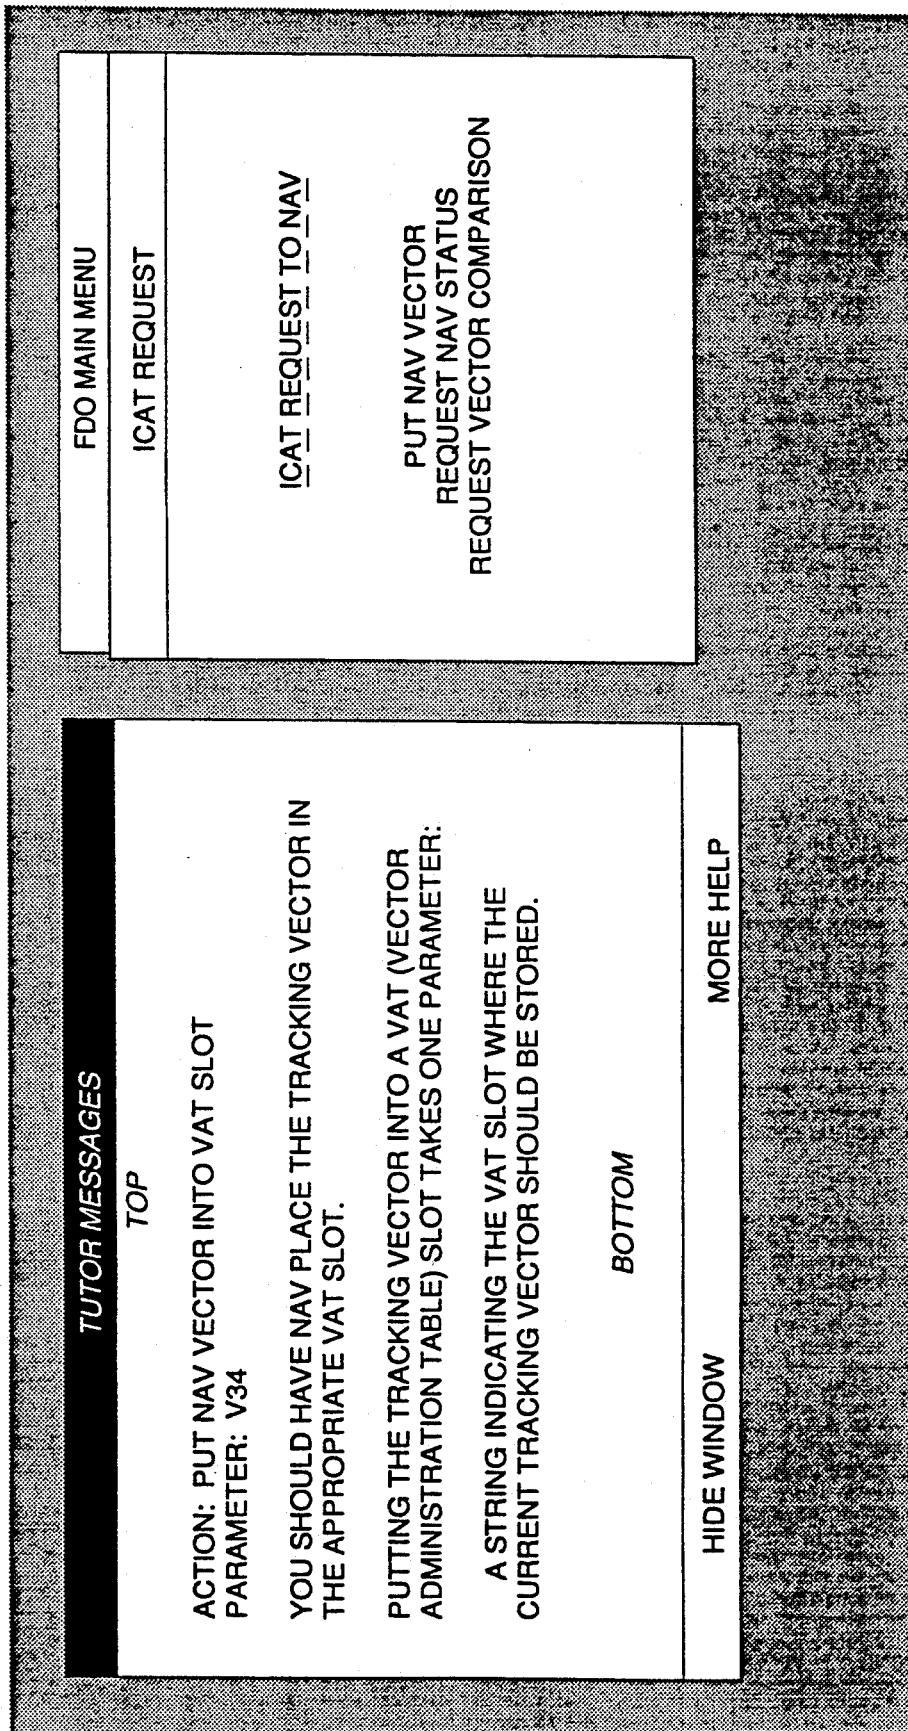 TUTOR MESSAGES
TOP
ACTION: PUT NAV VECTOR INTO VAT SLOT
PARAMETER: V34
YOU SHOULD HAVE NAV PLACE THE TRACKING VECTOR IN
THE APPROPRIATE VAT SLOT.
PUTTING THE TRACKING VECTOR INTO A VAT (VECTOR
ADMINISTRATION TABLE) SLOT TAKES ONE PARAMETER:
A STRING INDICATING THE VAT SLOT WHERE THE
CURRENT TRACKING VECTOR SHOULD BE STORED.
BOTTOM
HIDE WINDOW
MORE HELP
FDO MAIN MENU
ICAT REQUEST
ICAT REQUEST TO NAV
PUT NAV VECTOR
REQUEST NAV STATUS
REQUEST VECTOR COMPARISON